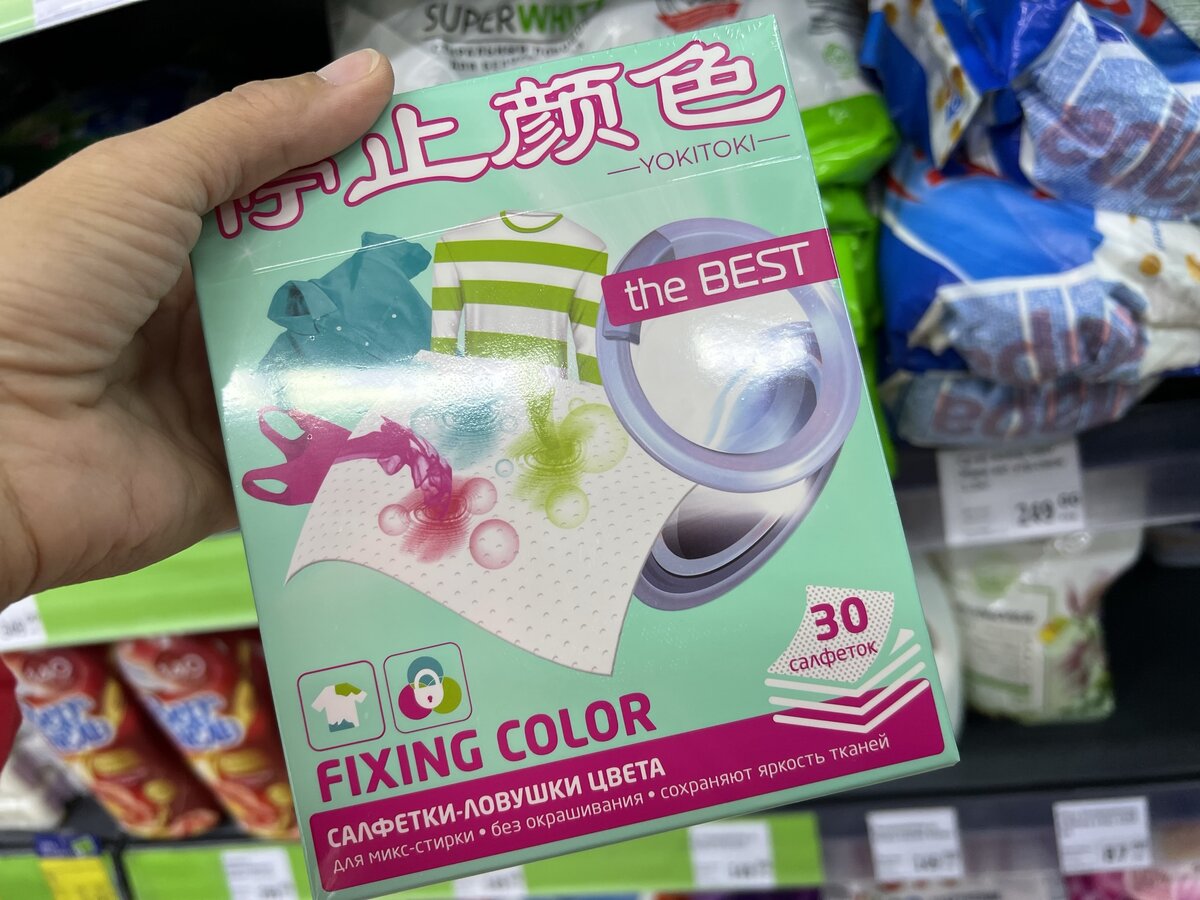 SUPERWHITE
停止颜色
YOKITOKI
the BEST
30
салфеток
FIXING COLOR
САЛФЕТКИ-ЛОВУШКИ ЦВЕТА
для микс-стирки • без окрашивания • сохраняют яркость тканей